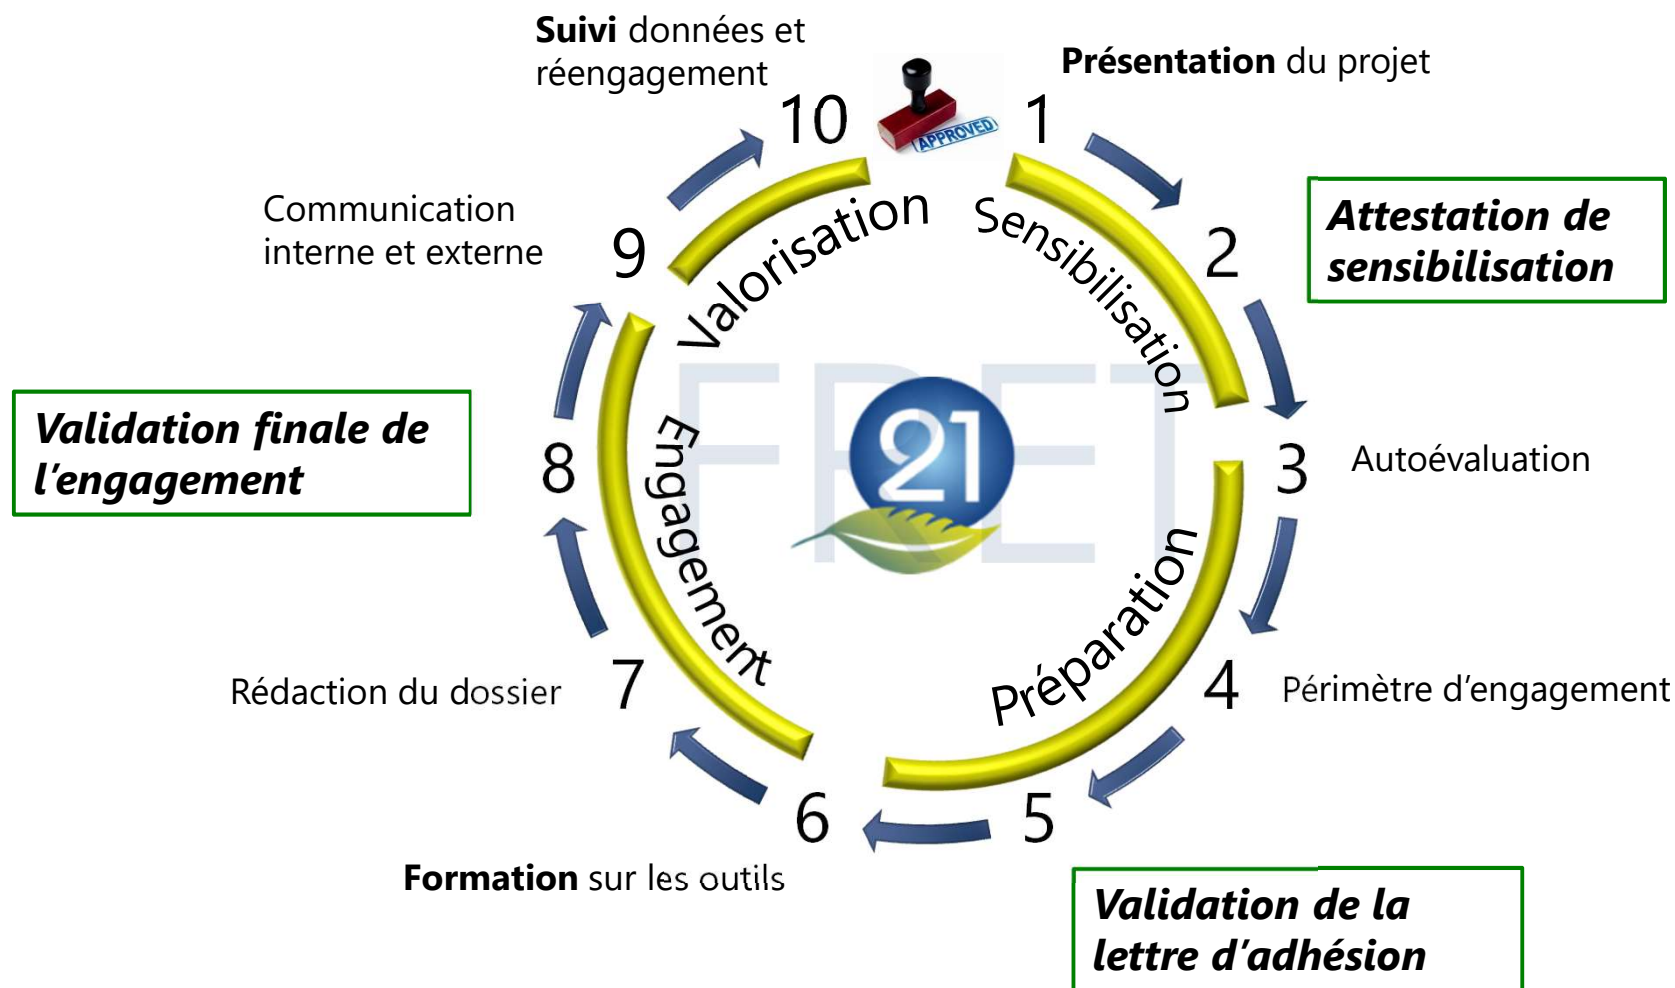 Suivi données et
réengagement
10
APPROVED
1
Présentation du projet
2
Attestation de
sensibilisation
3
Autoévaluation
4
Périmètre d’engagement
5
Validation de la
lettre d’adhésion
6
Formation sur les outils
7
Rédaction du dossier
8
Validation finale de
l’engagement
9
Communication
interne et externe
Sensibilisation
Préparation
Engagement
Valorisation
FRET
21